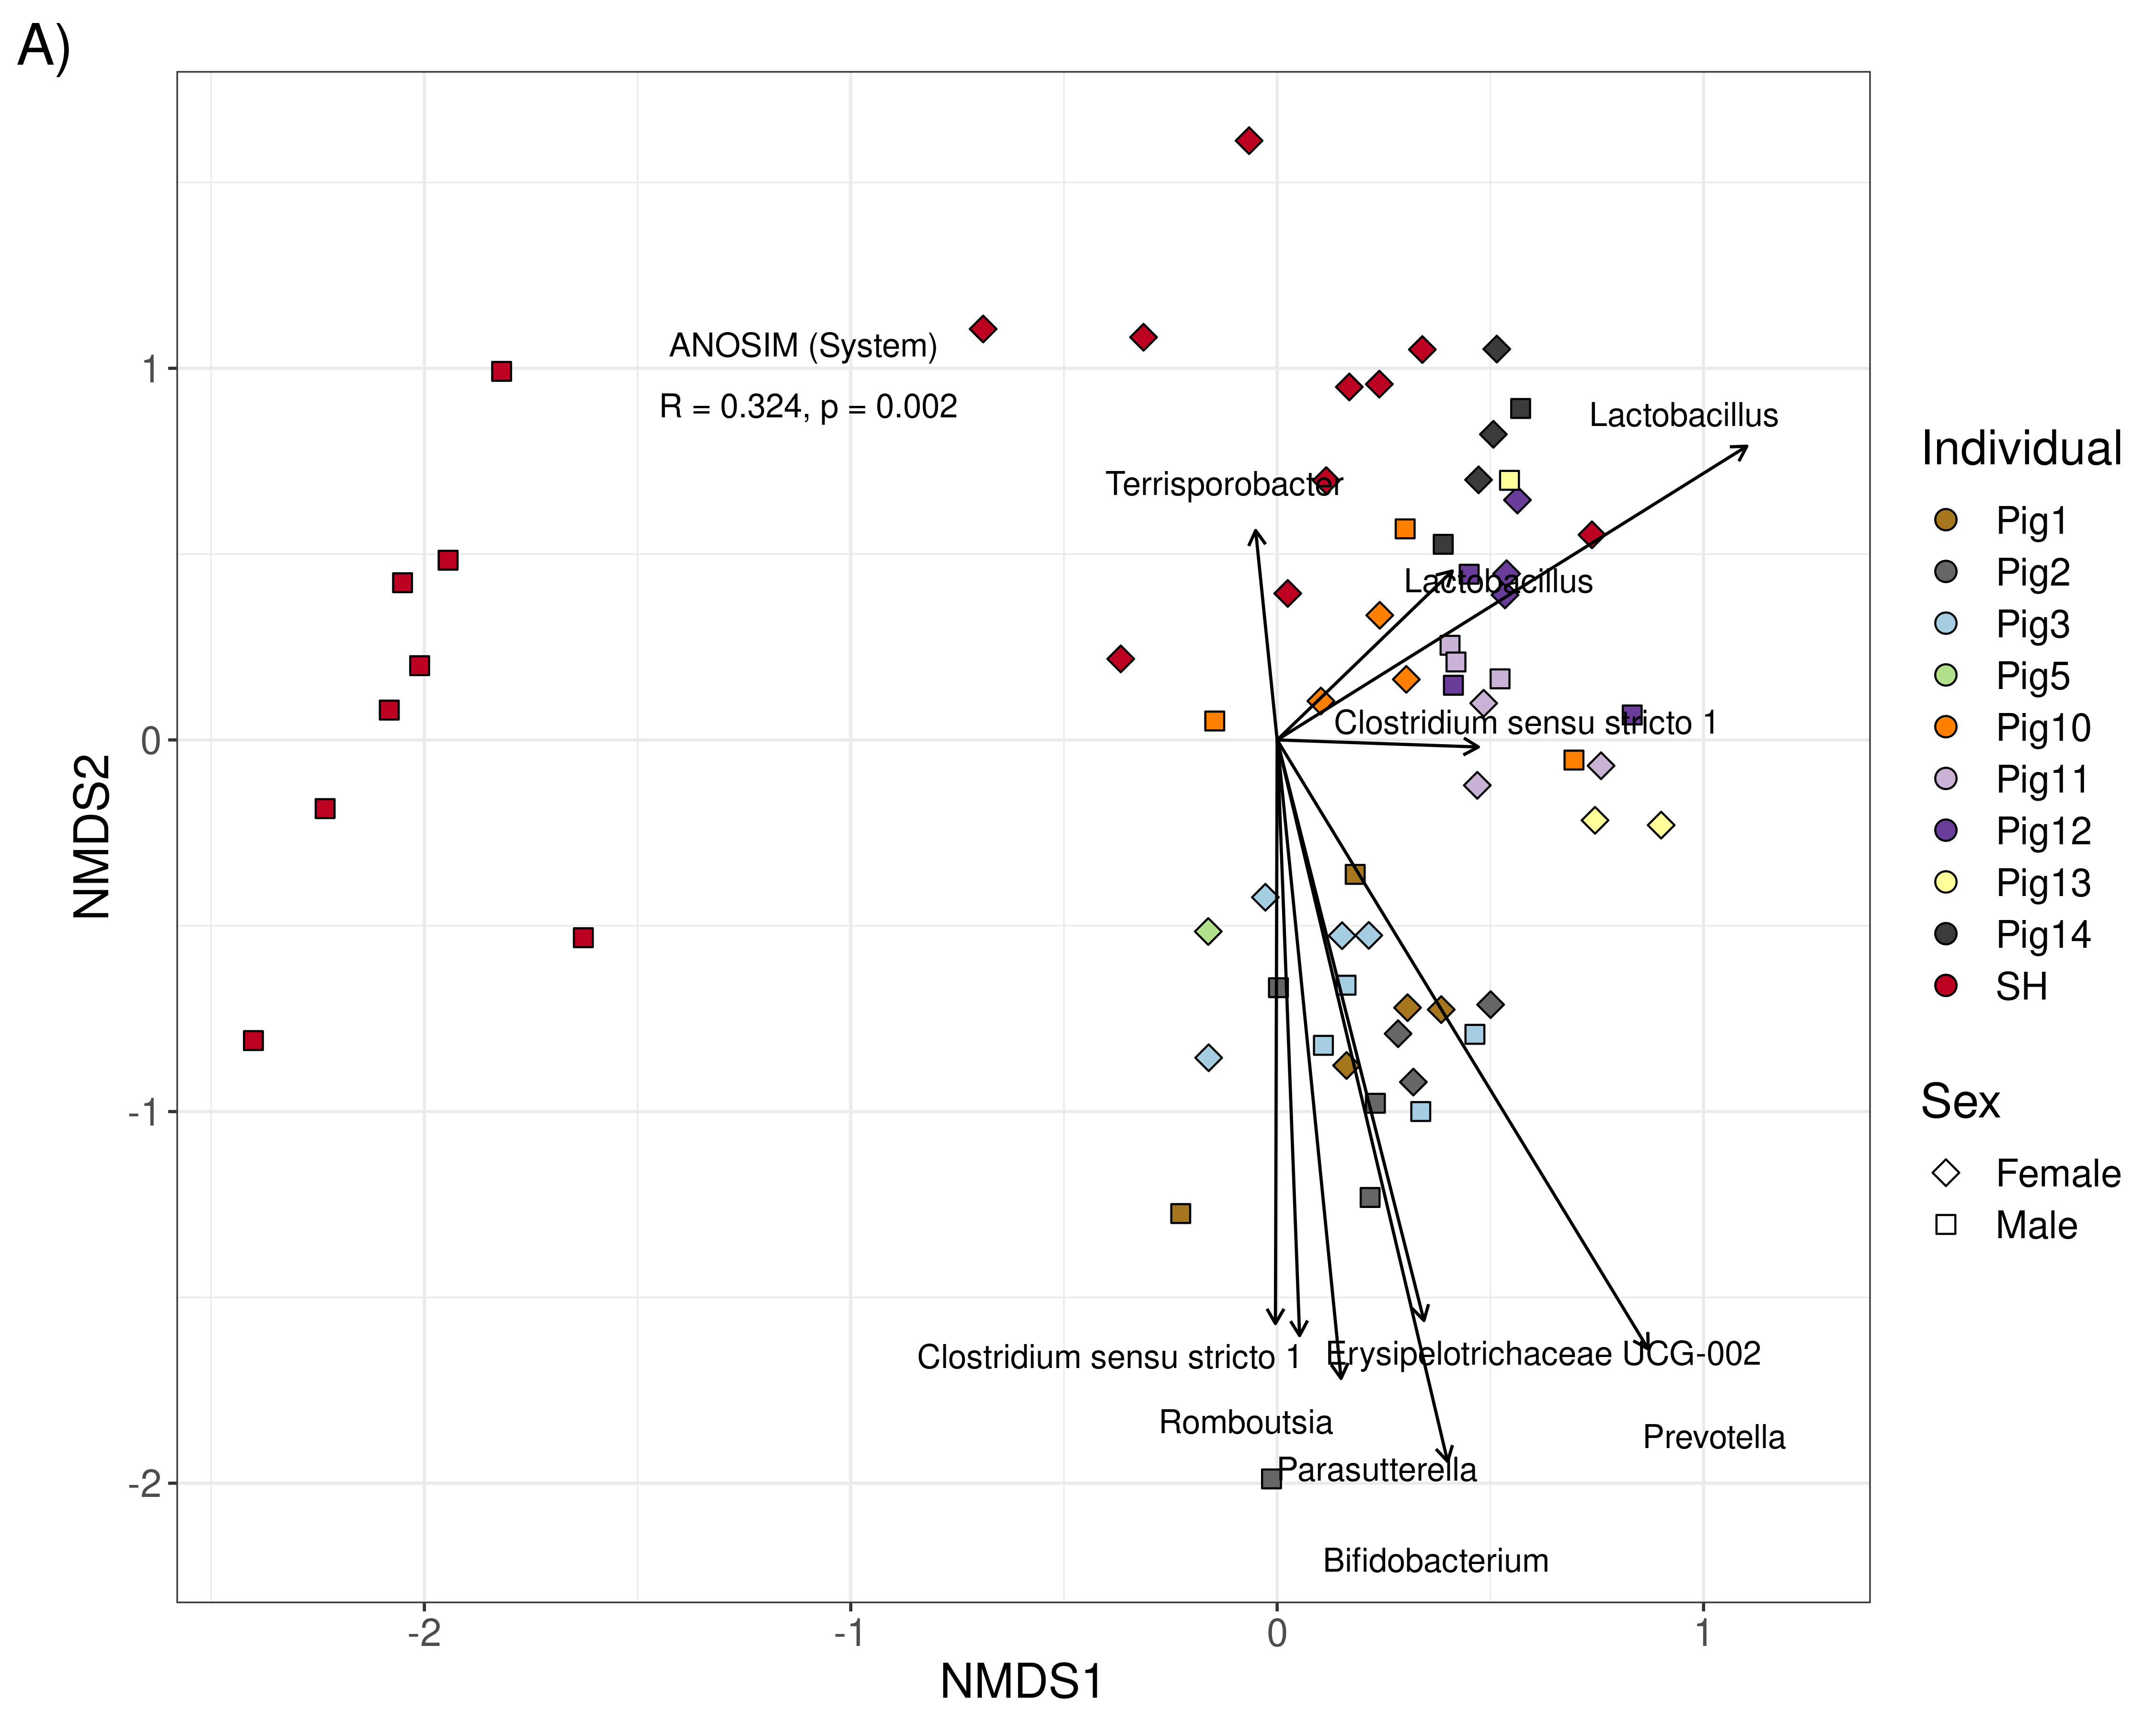 A)
ANOSIM (System)
R = 0.324, p = 0.002
Lactobacillus
Terrisporobacter
Lactobacillus
Clostridium sensu stricto 1
Clostridium sensu stricto 1
Erysipelotrichaceae UCG-002
Romboutsia
Prevotella
Parasutterella
Bifidobacterium
1
0
-1
-2
NMDS2
-2
-1
0
1
NMDS1
Individual
Pig1
Pig2
Pig3
Pig5
Pig10
Pig11
Pig12
Pig13
Pig14
SH
Sex
Female
Male